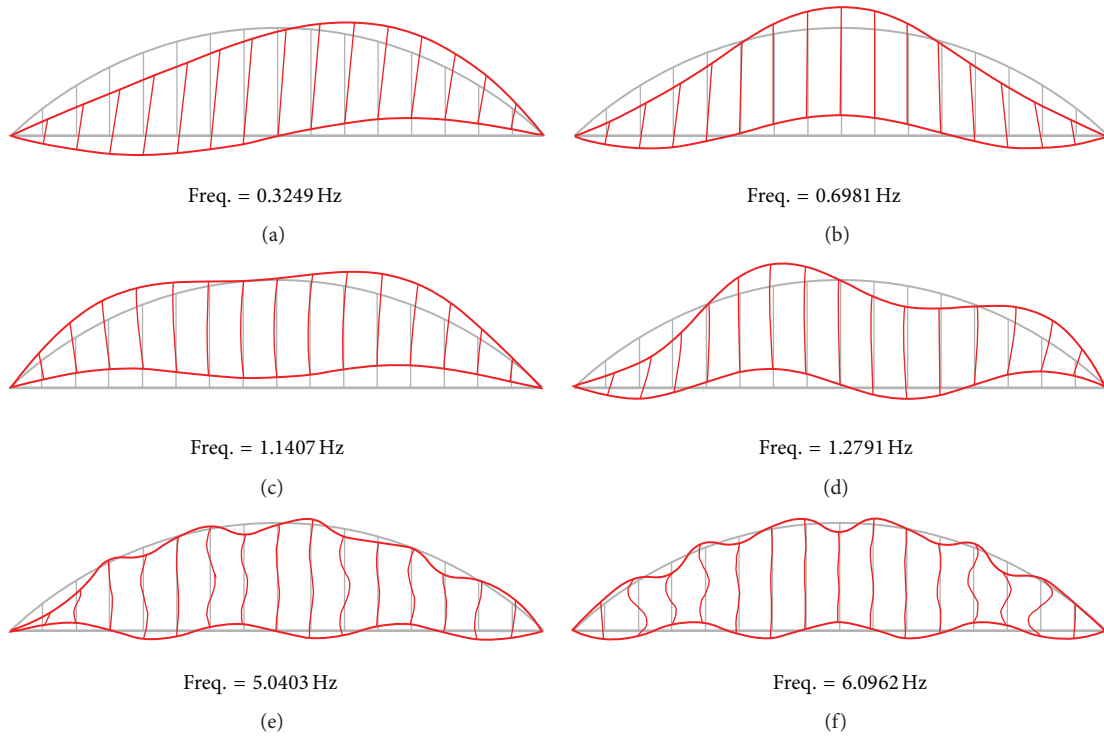 Freq. = 0.3249 Hz
(a)
Freq. = 0.6981 Hz
(b)
Freq. = 1.1407 Hz
(c)
Freq. = 1.2791 Hz
(d)
Freq. = 5.0403 Hz
(e)
Freq. = 6.0962 Hz
(f)